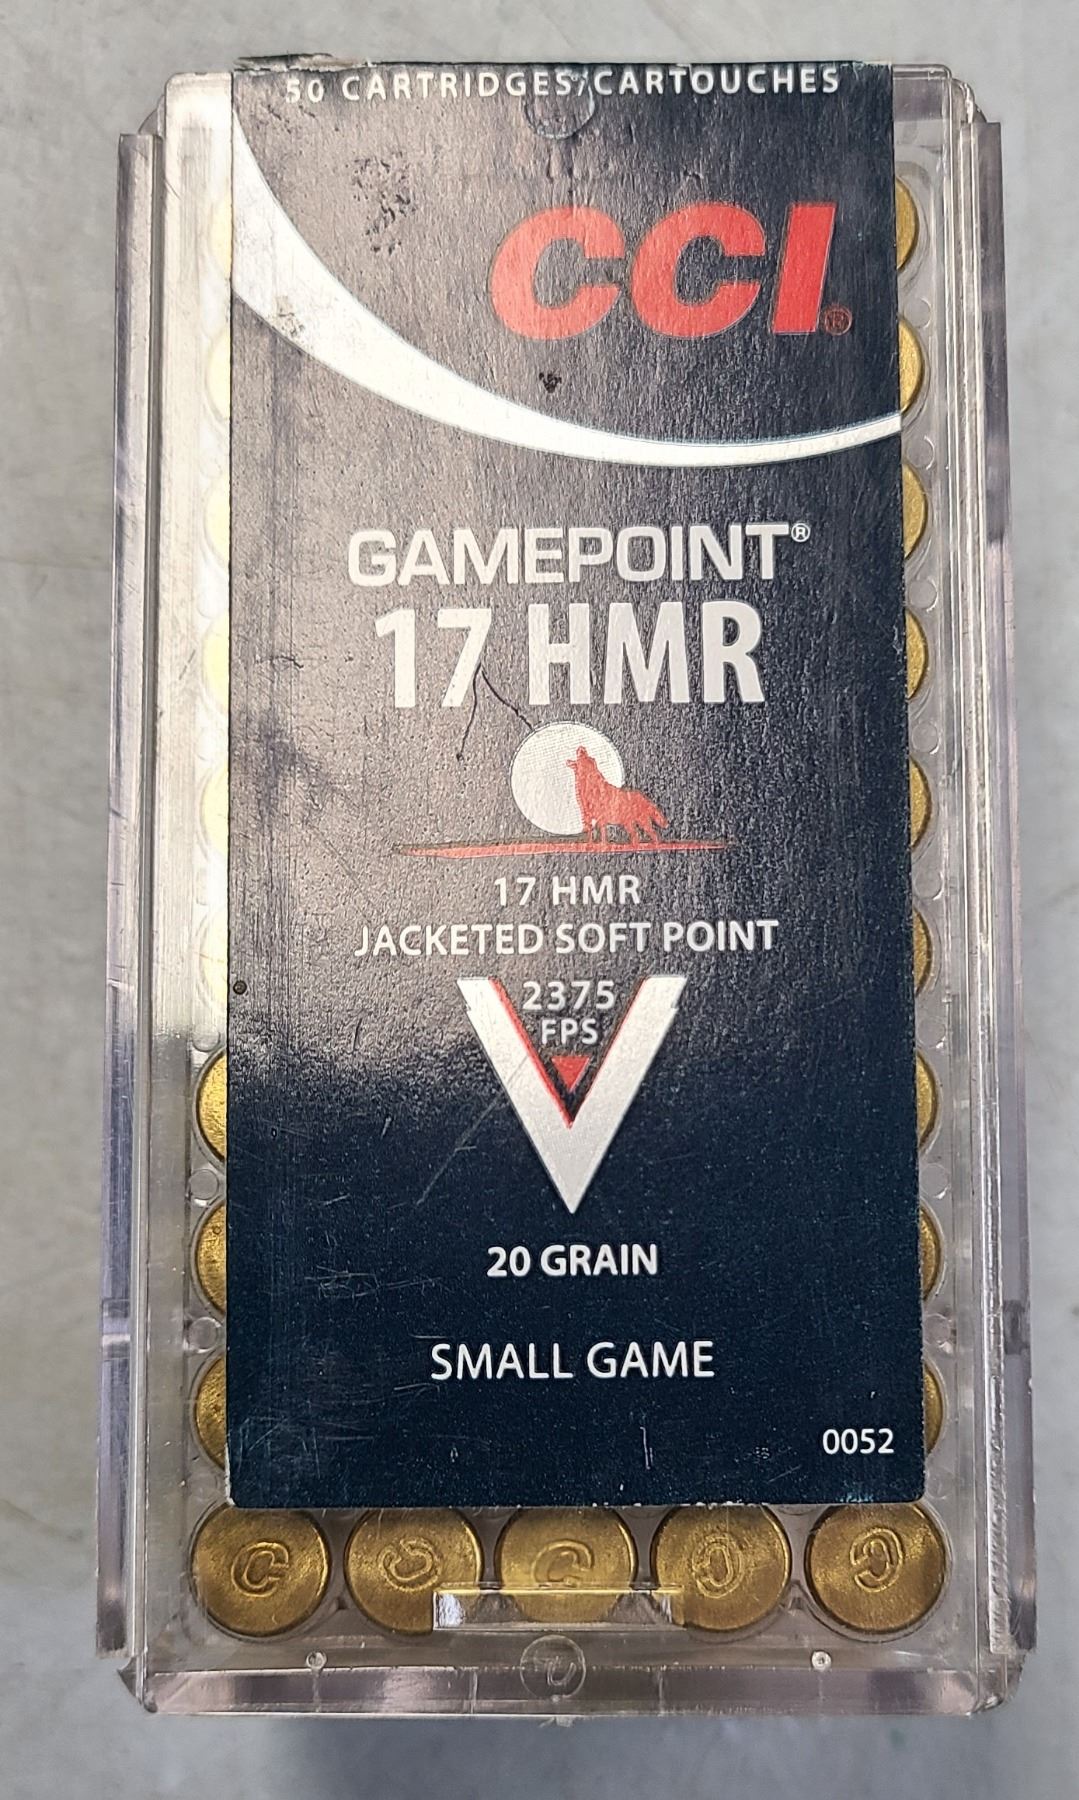 50 CARTRIDGES/CARTOUCHES
CCI®
GAMEPOINT®
17 HMR
17 HMR
JACKETED SOFT POINT
2375
FPS
20 GRAIN
SMALL GAME
0052
C C C C C